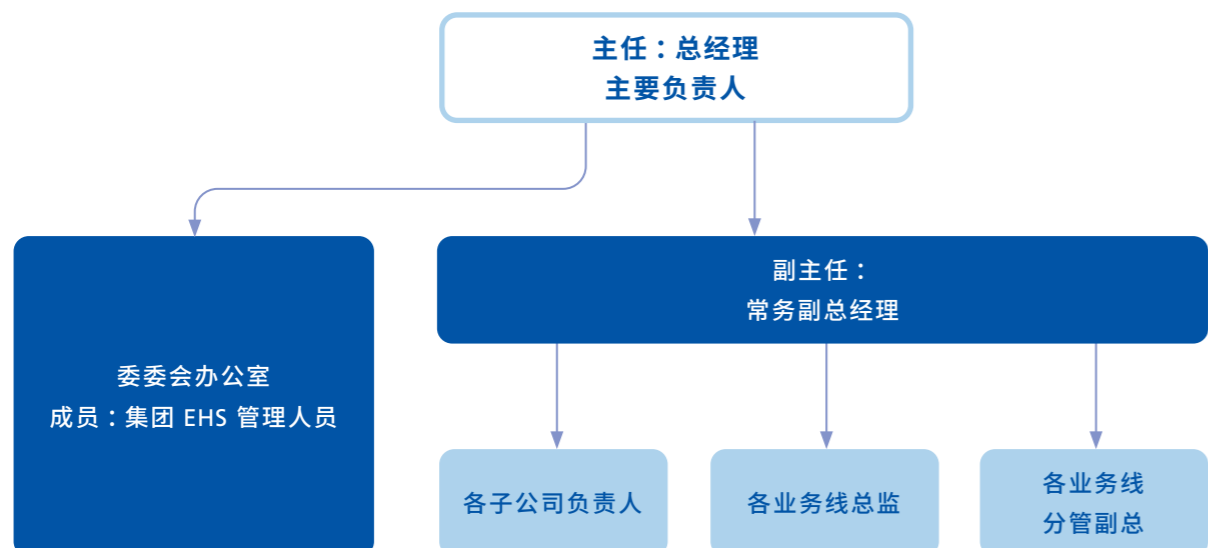 主任：总经理
主要负责人
副主任：
常务副总经理
委委会办公室
成员：集团 EHS 管理人员
各子公司负责人
各业务线总监
各业务线
分管副总